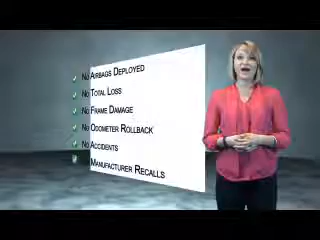 No Airbags Deployed
No Total Loss
No Frame Damage
No Odometer Rollback
No Accidents
Manufacturer Recalls